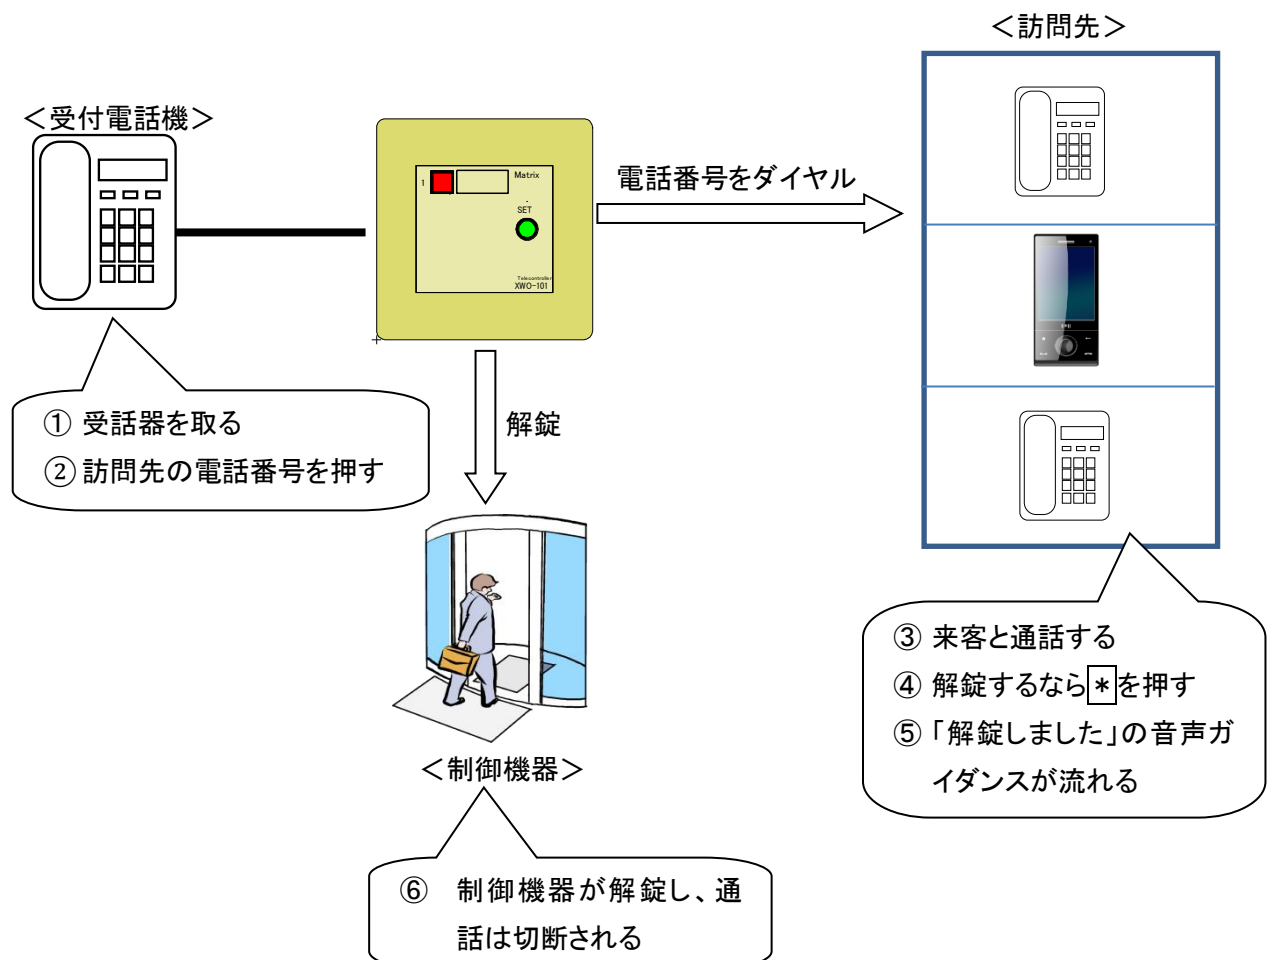 ＜訪問先＞
＜受付電話機＞
電話番号をダイヤル
1
Matrix
SET
Telecontroller
XWO-101
① 受話器を取る
② 訪問先の電話番号を押す
解錠
③ 来客と通話する
④ 解錠するなら*を押す
⑤ 「解錠しました」の音声ガ
イダンスが流れる
＜制御機器＞
⑥ 制御機器が解錠し、通
話は切断される